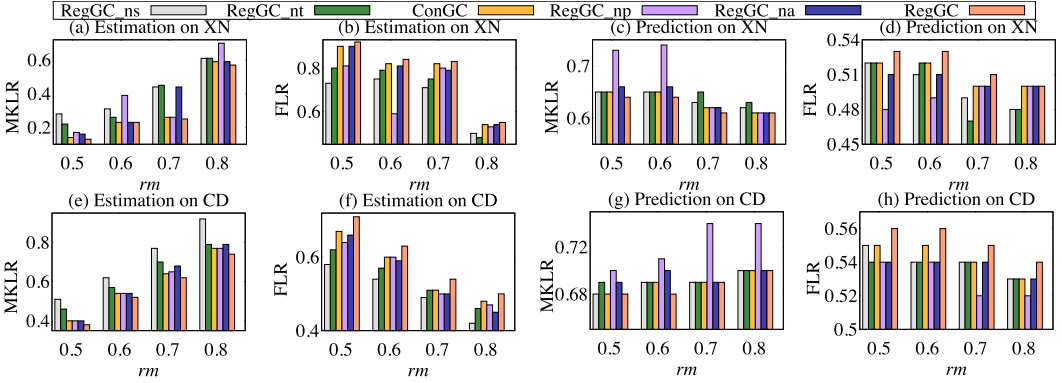 RegGC_ns RegGC_nt ConGC RegGC_np RegGC_na RegGC
(a) Estimation on XN (b) Estimation on XN (c) Prediction on XN (d) Prediction on XN
MKLR 0.6 0.4 0.2 FLR 0.8 0.6 MKLR 0.7 0.6 FLR 0.54 0.51 0.48 0.45
0.5 0.6 0.7 0.8 0.5 0.6 0.7 0.8 0.5 0.6 0.7 0.8 0.5 0.6 0.7 0.8
rm rm rm rm
(e) Estimation on CD (f) Estimation on CD (g) Prediction on CD (h) Prediction on CD
MKLR 0.8 0.6 0.4 FLR 0.6 0.4 MKLR 0.72 0.68 FLR 0.56 0.54 0.52 0.5
0.5 0.6 0.7 0.8 0.5 0.6 0.7 0.8 0.5 0.6 0.7 0.8 0.5 0.6 0.7 0.8
rm rm rm rm